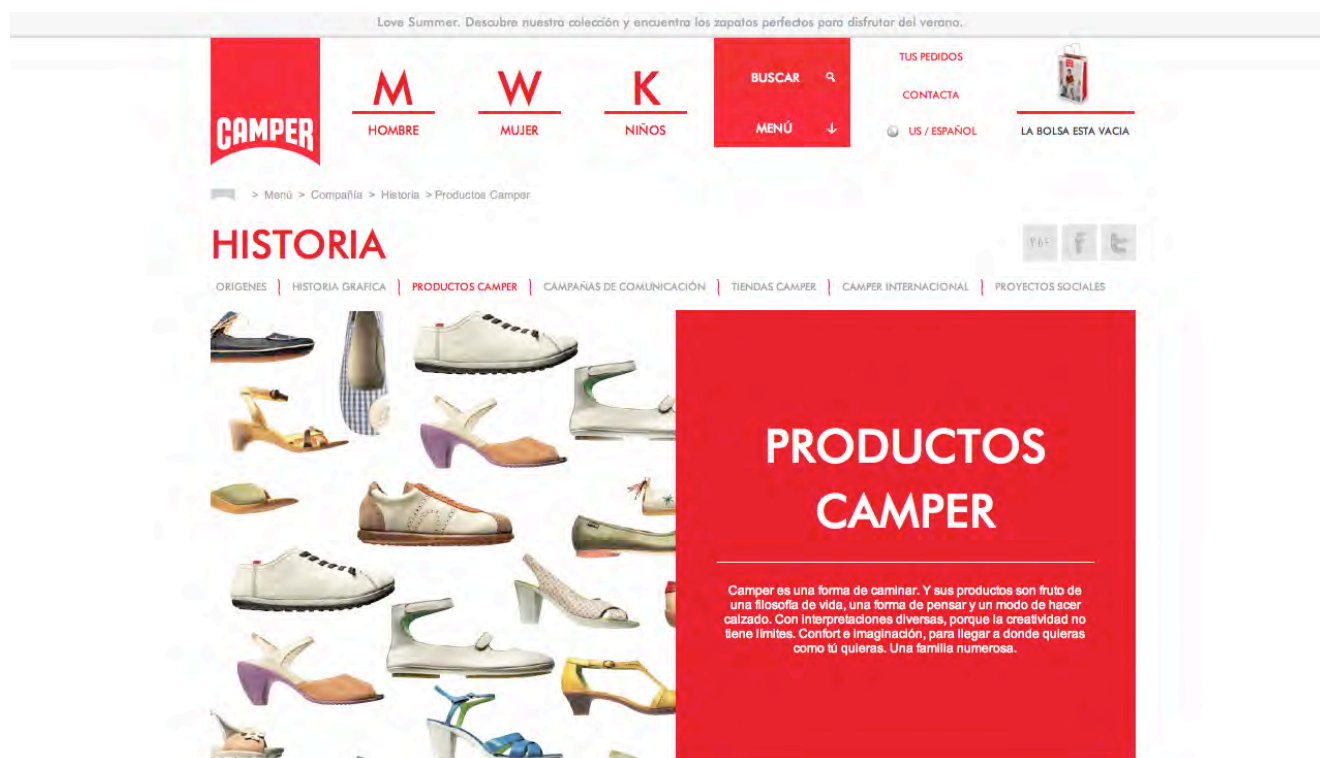 Love Summer. Descubre nuestra colección y encuentra los zapatos perfectos para disfrutar del verano.
CAMPER
M
HOMBRE
W
MUJER
K
NIÑOS
BUSCAR
MENÚ
TUS PEDIDOS
CONTACTA
US / ESPAÑOL
LA BOLSA ESTA VACIA
> Menú > Compañía > Historia > Productos Camper
HISTORIA
f t
ORIGENES | HISTORIA GRAFICA | PRODUCTOS CAMPER | CAMPAÑAS DE COMUNICACIÓN | TIENDAS CAMPER | CAMPER INTERNACIONAL | PROYECTOS SOCIALES
PRODUCTOS
CAMPER
Camper es una forma de caminar. Y sus productos son fruto de
una filosofía de vida, una forma de pensar y un modo de hacer
calzado. Con interpretaciones diversas, porque la creatividad no
tiene límites. Confort e imaginación, para llegar a donde quieras
como tú quieras. Una familia numerosa.